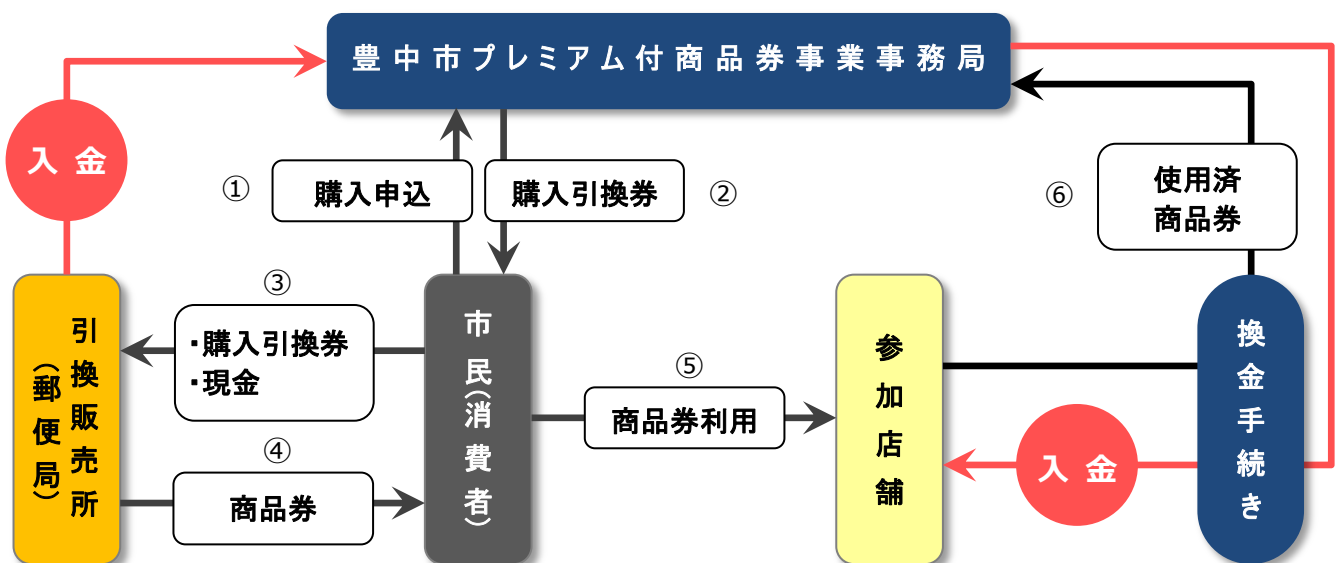 豊中市プレミアム付商品券事業事務局
入金
①
購入申込
購入引換券
②
使用済
商品券
⑥
③
・購入引換券
・現金
引換販売所
（郵便局）
④
商品券
市民（消費者）
⑤
商品券利用
参加店舗
入金
換金手続き